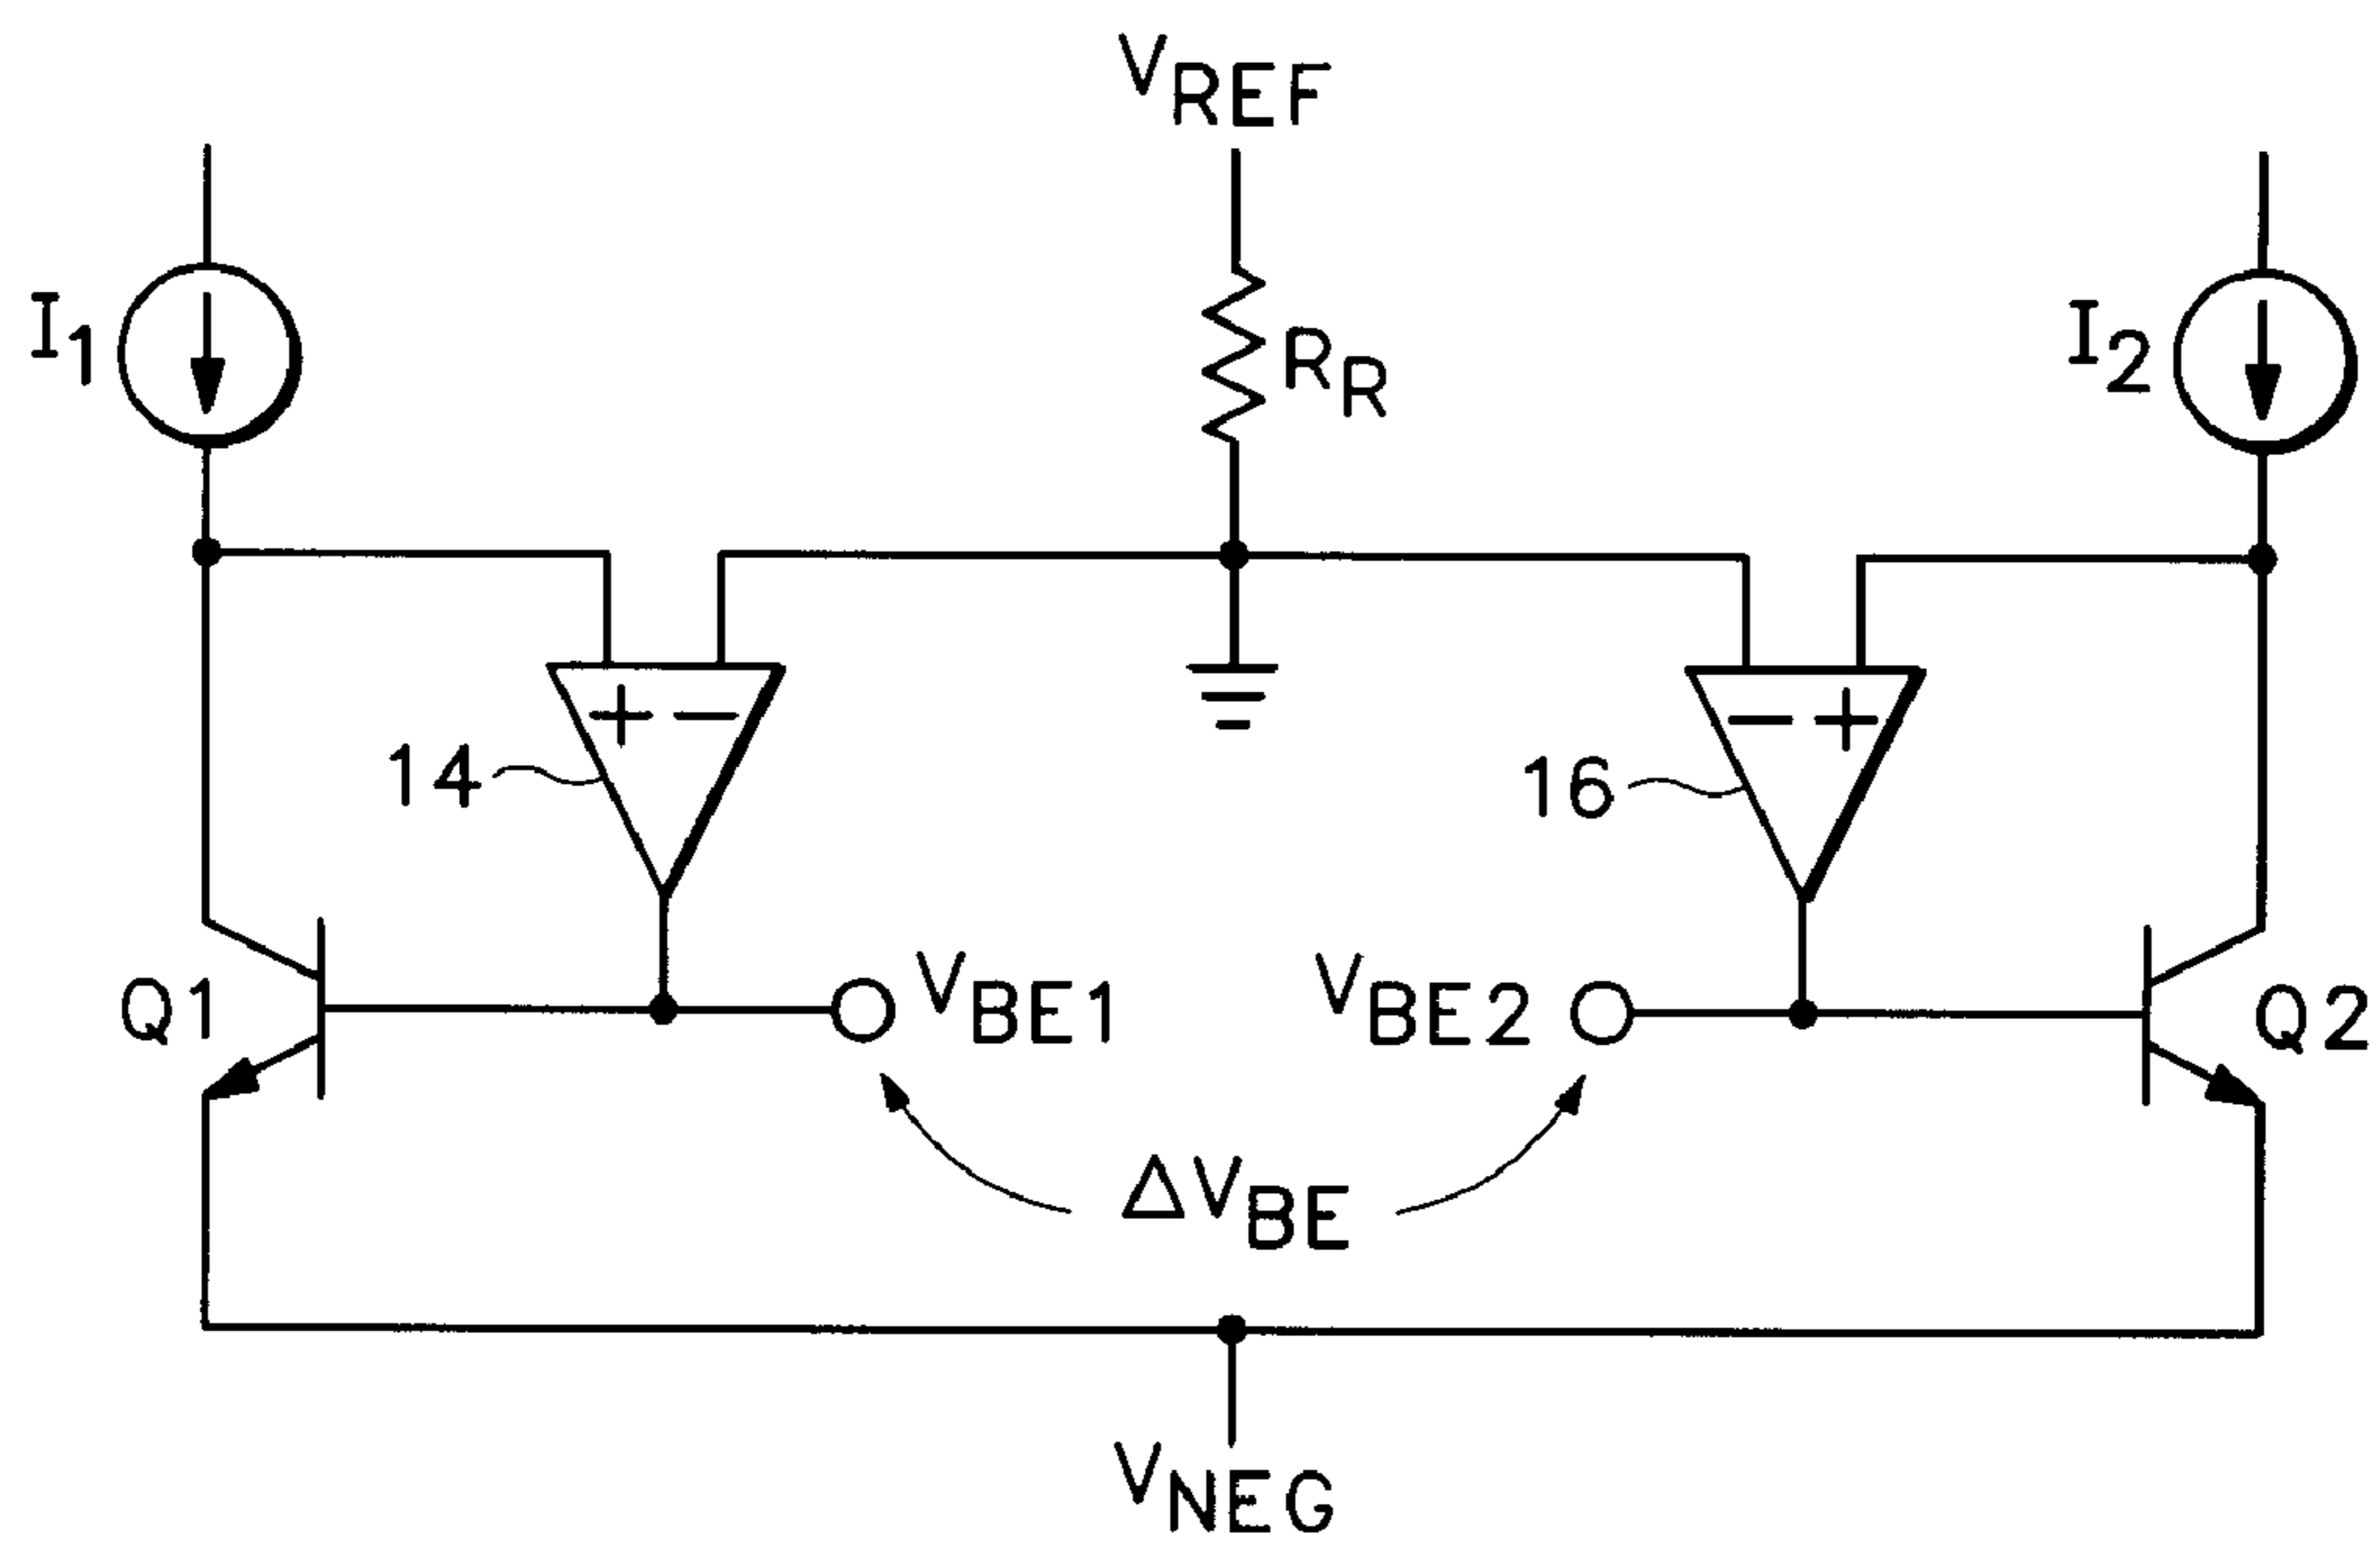 VREF
I1
RR
I2
+ −
− +
14
16
Q1
VBE1
VBE2
Q2
ΔVBE
VNEG